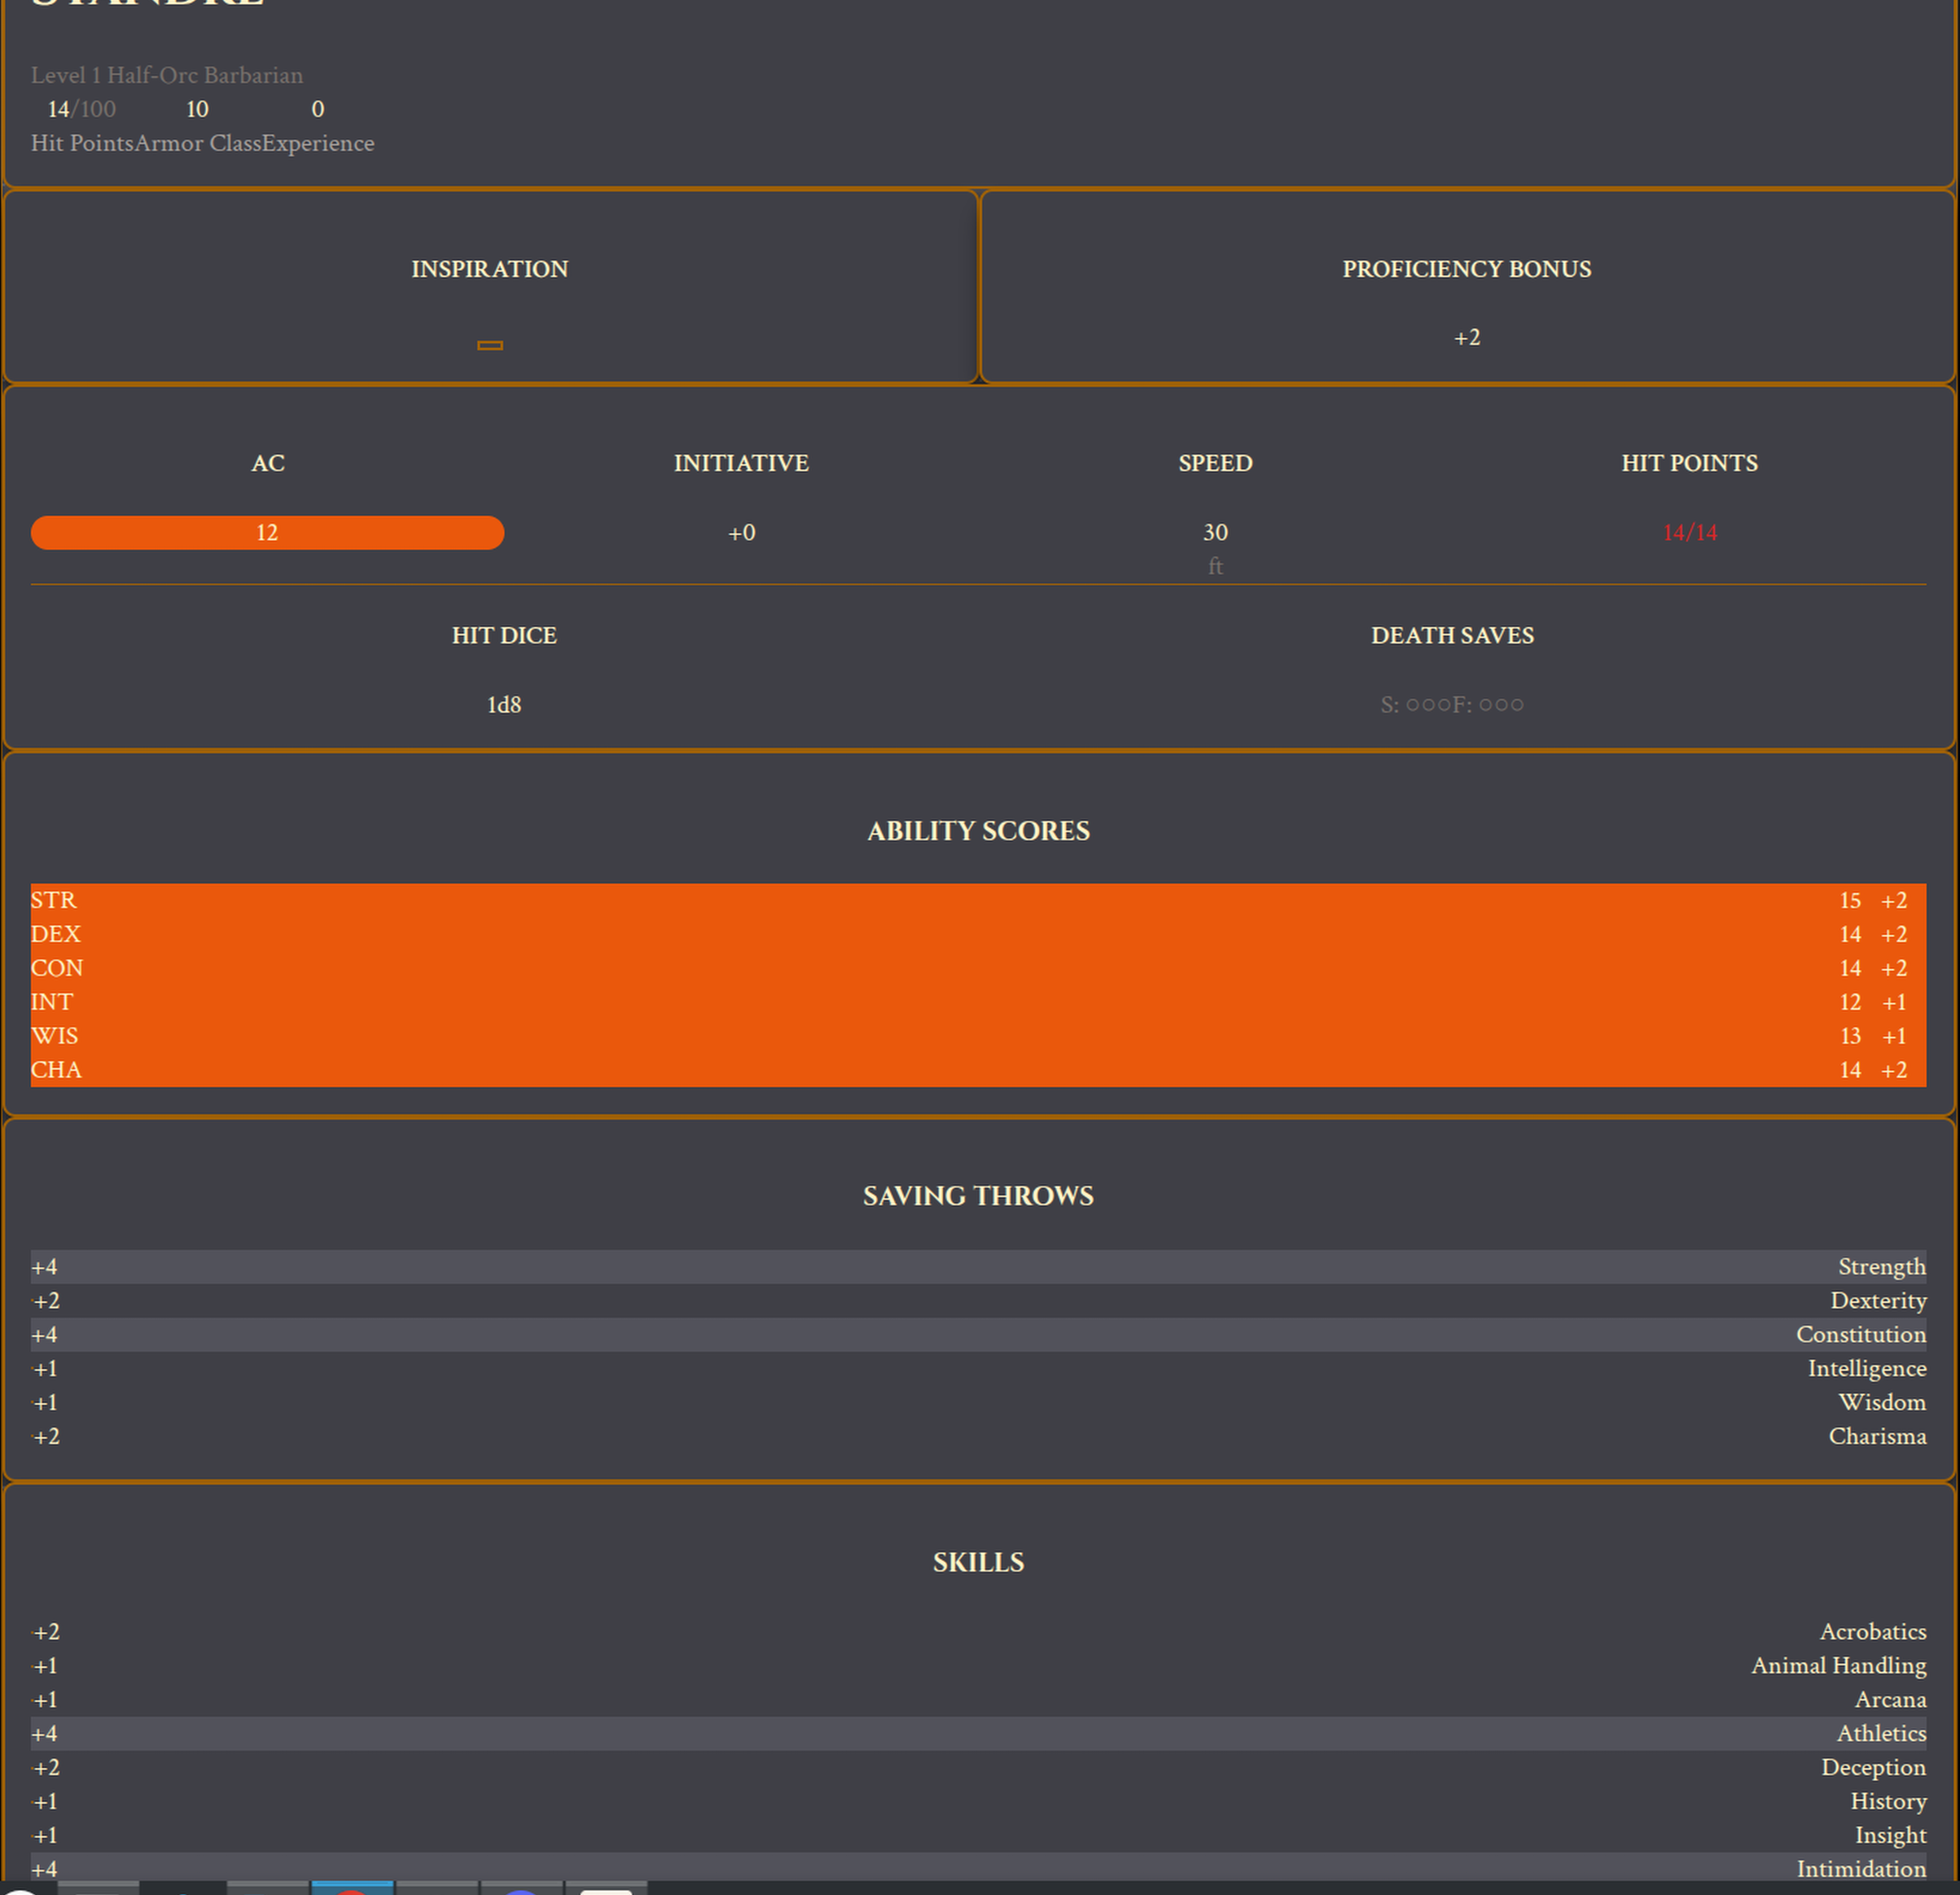 STANDRE
Level 1 Half-Orc Barbarian
14/100 10 0
Hit PointsArmor ClassExperience
INSPIRATION
PROFICIENCY BONUS
+2
AC INITIATIVE SPEED HIT POINTS
12 +0 30 14/14
ft
HIT DICE DEATH SAVES
1d8 S: ○○○F: ○○○
ABILITY SCORES
STR 15 +2
DEX 14 +2
CON 14 +2
INT 12 +1
WIS 13 +1
CHA 14 +2
SAVING THROWS
+4 Strength
+2 Dexterity
+4 Constitution
+1 Intelligence
+1 Wisdom
+2 Charisma
SKILLS
+2 Acrobatics
+1 Animal Handling
+1 Arcana
+4 Athletics
+2 Deception
+1 History
+1 Insight
+4 Intimidation